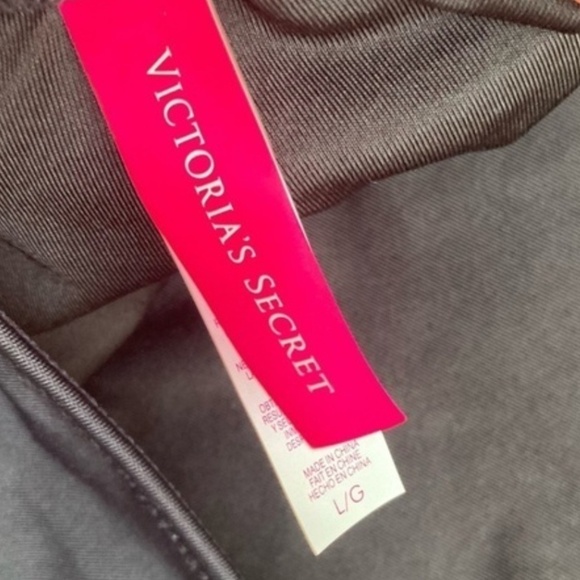 VICTORIA'S SECRET
MADE IN CHINA
FAIT EN CHINE
HECHO EN CHINA
L/G